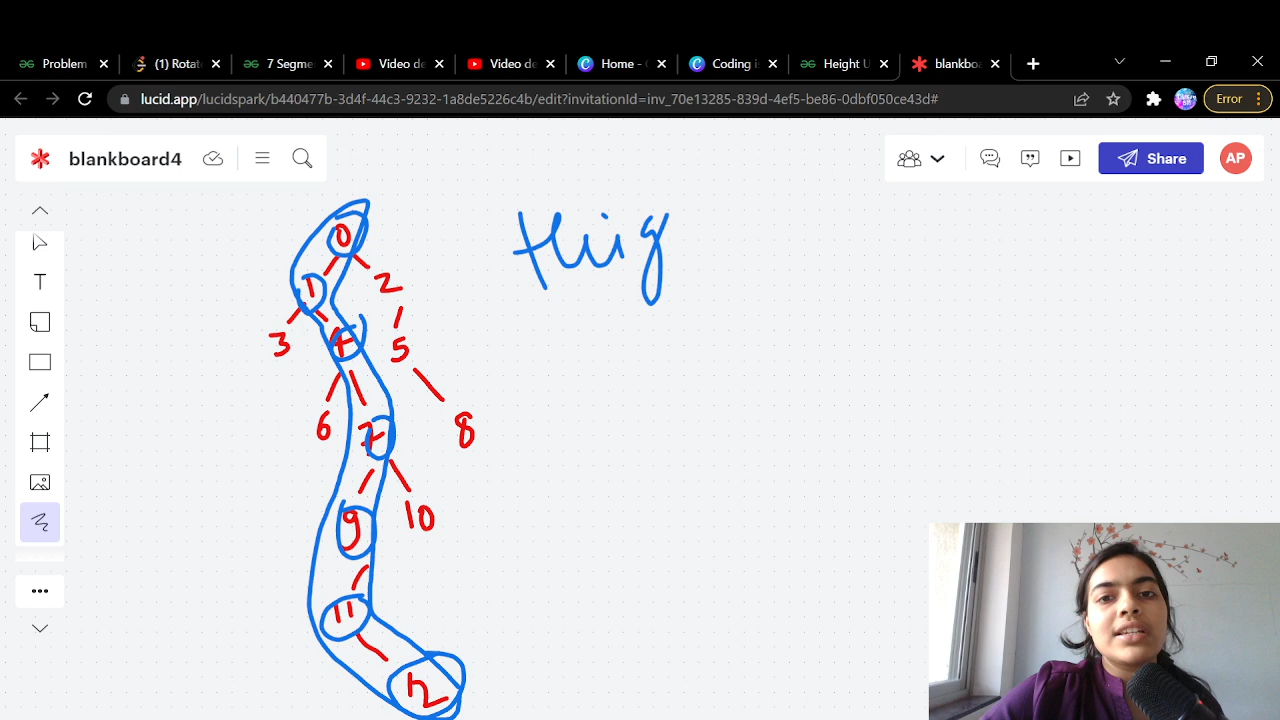 Problem
(1) Rotat
7 Segme
Video de
Video de
Home - C
Coding is
Height U
blankboa
lucid.app/lucidspark/b440477b-3d4f-44c3-9232-1a8de5226c4b/edit?invitationId=inv_70e13285-839d-4ef5-be86-0dbf050ce43d#
Error
blankboard4
Share
AP
T
0
1 2
3 4 5
6 7 8
9 10
11
12